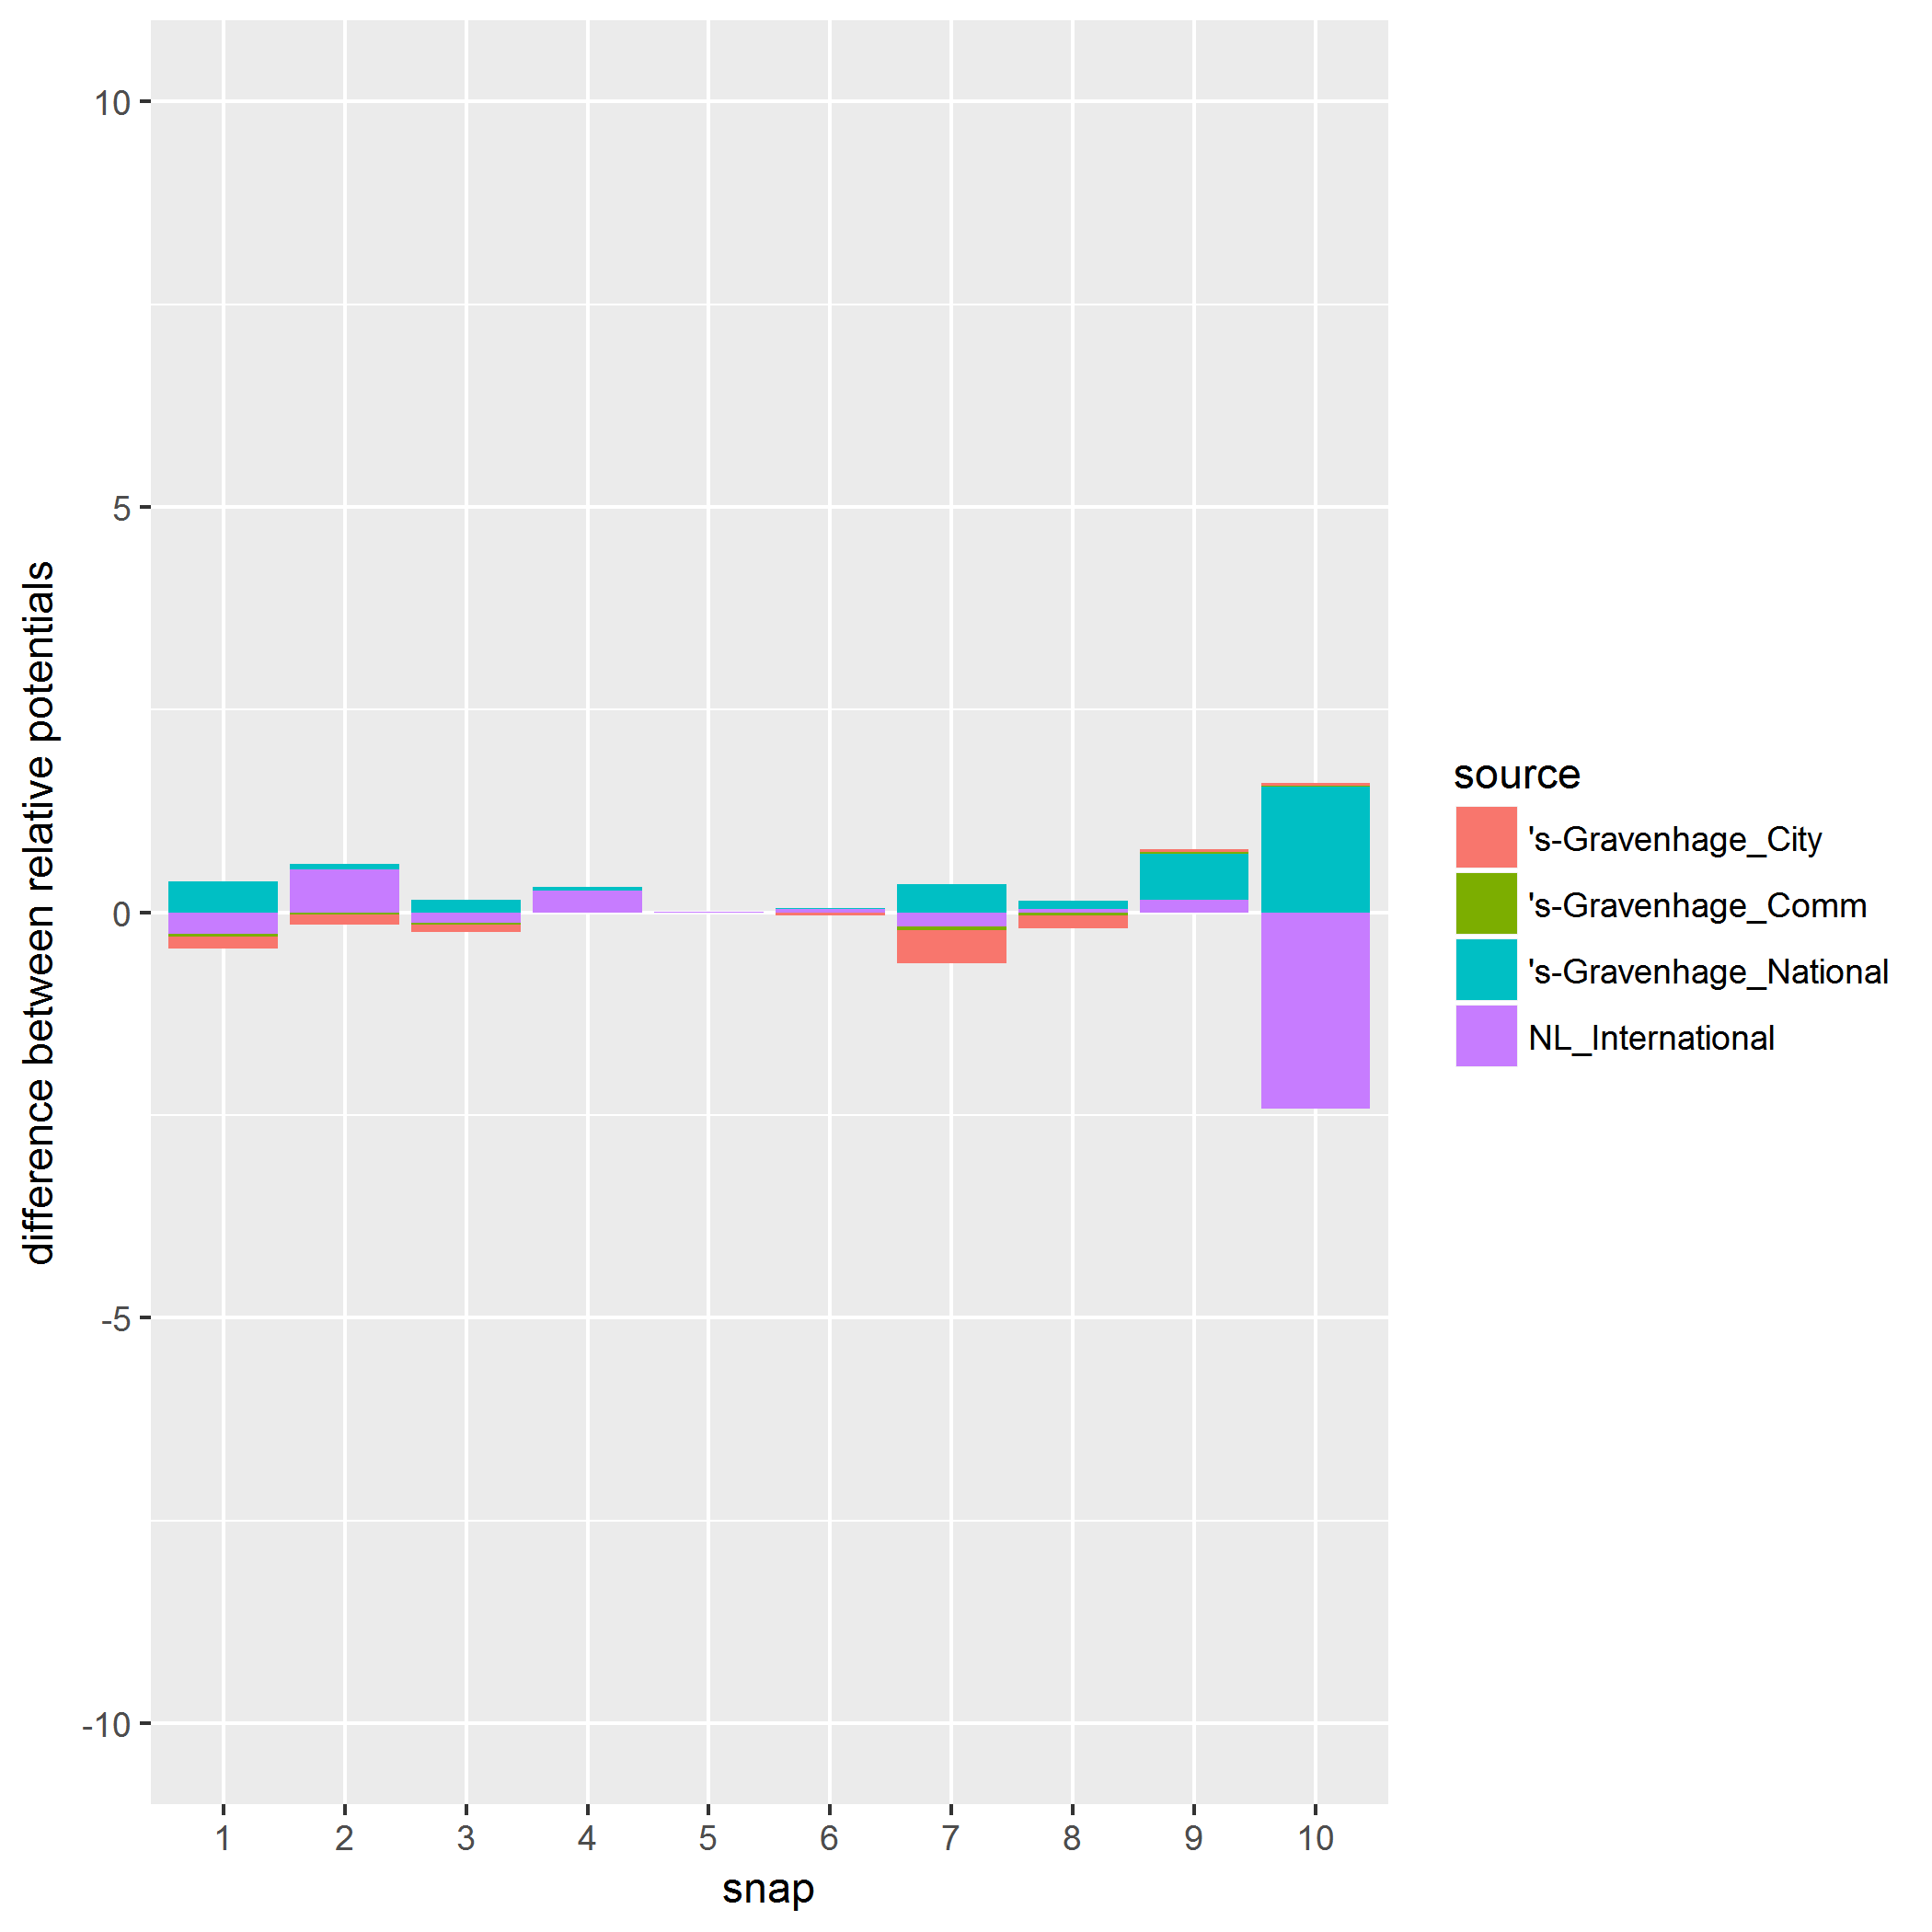 difference between relative potentials
10
5
0
-5
-10
1 2 3 4 5 6 7 8 9 10
snap
source
's-Gravenhage_City
's-Gravenhage_Comm
's-Gravenhage_National
NL_International